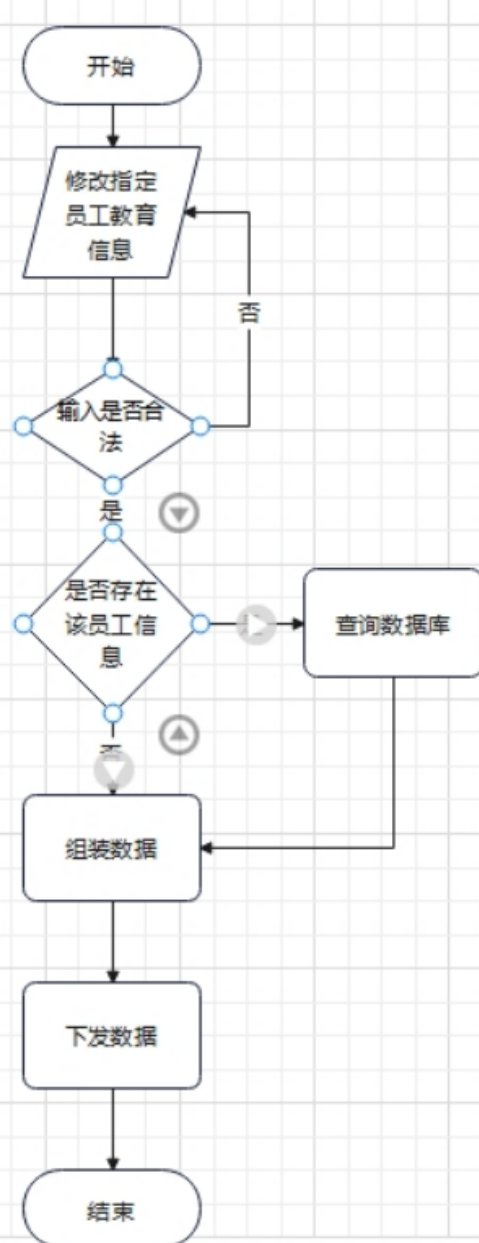 开始
修改指定
员工教育
信息
否
输入是否合
法
是
是否存在
该员工信
息
查询数据库
否
组装数据
下发数据
结束